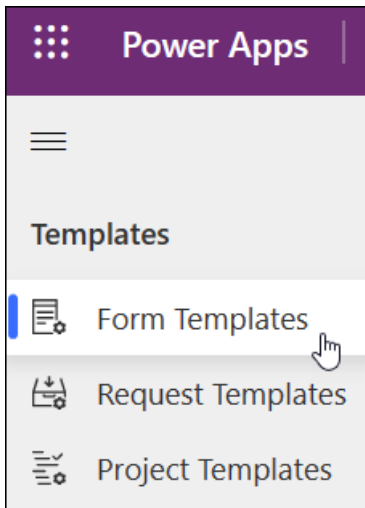 Power Apps
Templates
Form Templates
Request Templates
Project Templates